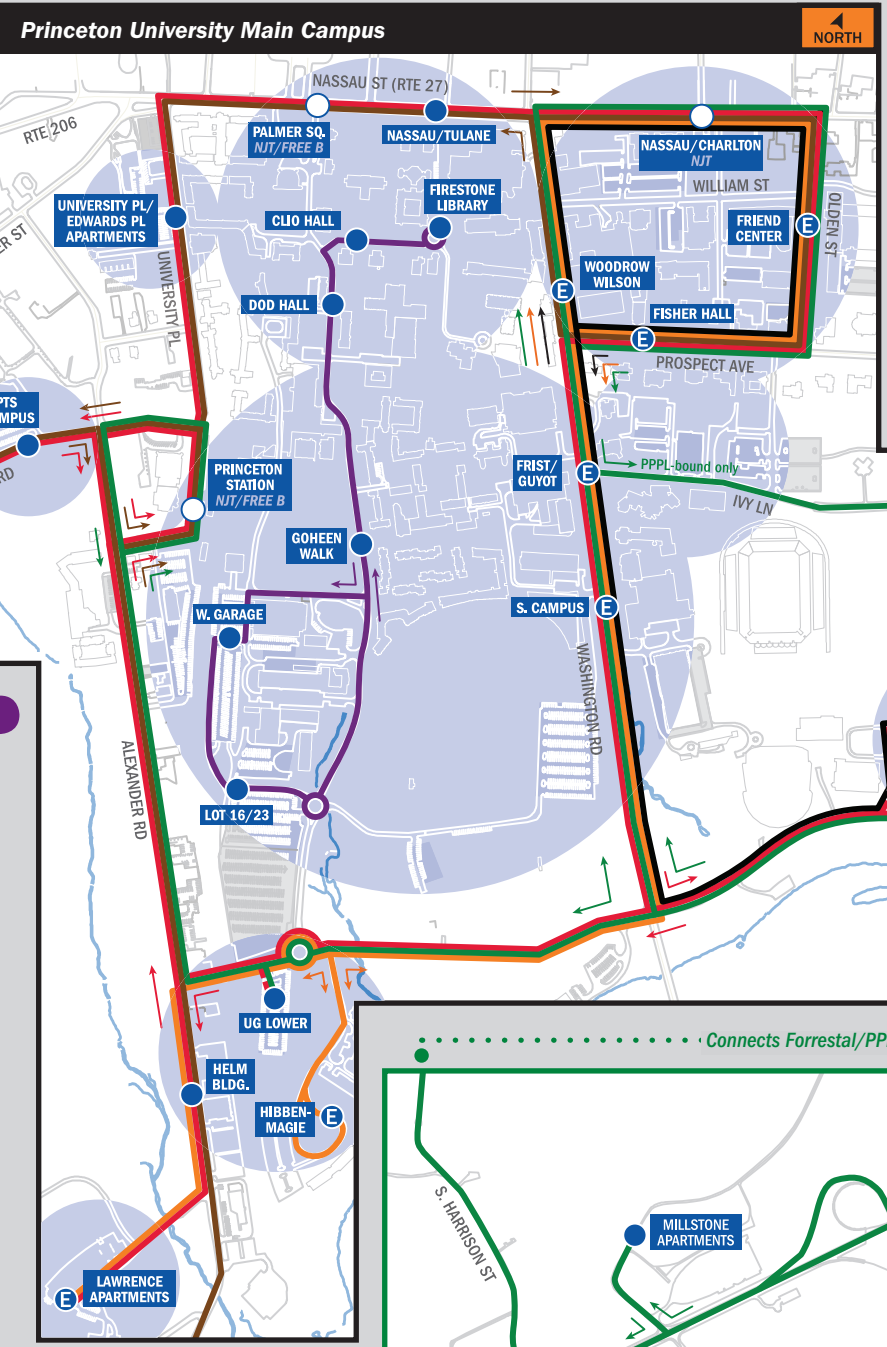 Princeton University Main Campus
NORTH
NASSAU ST (RTE 27)
RTE 206
PALMER SQ.
NJT/FREE B
NASSAU/TULANE
NASSAU/CHARLTON
NJT
WILLIAM ST
UNIVERSITY PL/
EDWARDS PL
APARTMENTS
CLIO HALL
FIRESTONE
LIBRARY
OLDEN ST
FRIEND
CENTER
E
ER ST
UNIVERSITY PL
DOD HALL
WOODROW
WILSON
E
FISHER HALL
E
PROSPECT AVE
PTS
MPUS
RD
PRINCETON
STATION
NJT/FREE B
FRIST/
GUYOT
E
PPPL-bound only
IVY LN
GOHEEN
WALK
W. GARAGE
S. CAMPUS
E
WASHINGTON RD
ALEXANDER RD
LOT 16/23
UG LOWER
HELM
BLDG.
HIBBEN-
MAGIE
E
Connects Forrestal/PP
S. HARRISON ST
MILLSTONE
APARTMENTS
LAWRENCE
APARTMENTS
E